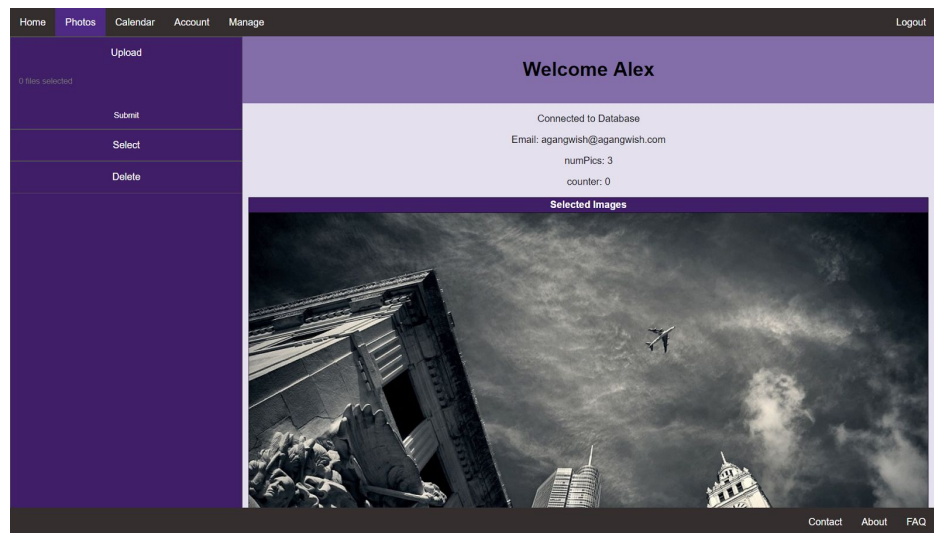 Home Photos Calendar Account Manage Logout
Upload
0 files selected
Submit
Select
Delete
Welcome Alex
Connected to Database
Email: agangwish@agangwish.com
numPics: 3
counter: 0
Selected Images
Contact About FAQ